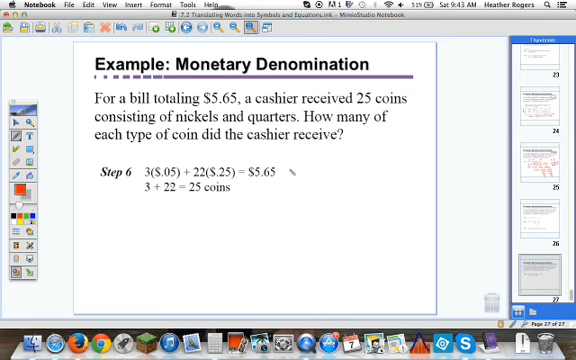 Notebook File Edit View Insert Format Tools Help
51% Sat 9:43 AM Heather Rogers
7.2 Translating Words into Symbols and Equations.ink - MimioStudio Notebook
Example: Monetary Denomination
For a bill totaling $5.65, a cashier received 25 coins
consisting of nickels and quarters. How many of
each type of coin did the cashier receive?
Step 6 3($.05) + 22($.25) = $5.65
3 + 22 = 25 coins
23
24
25
26
27
Page 27 of 27